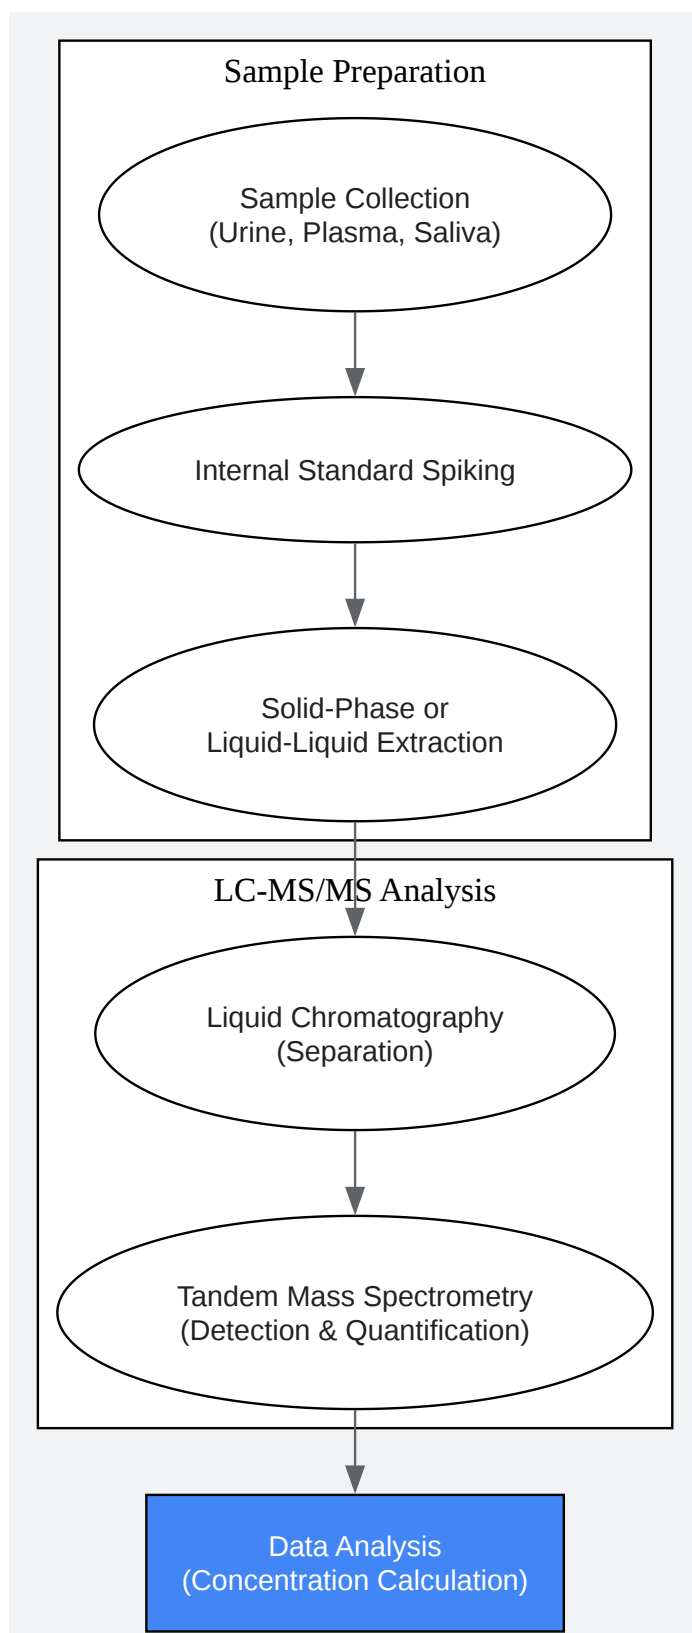 Sample Preparation
Sample Collection
(Urine, Plasma, Saliva)
Internal Standard Spiking
Solid-Phase or
Liquid-Liquid Extraction
LC-MS/MS Analysis
Liquid Chromatography
(Separation)
Tandem Mass Spectrometry
(Detection & Quantification)
Data Analysis
(Concentration Calculation)